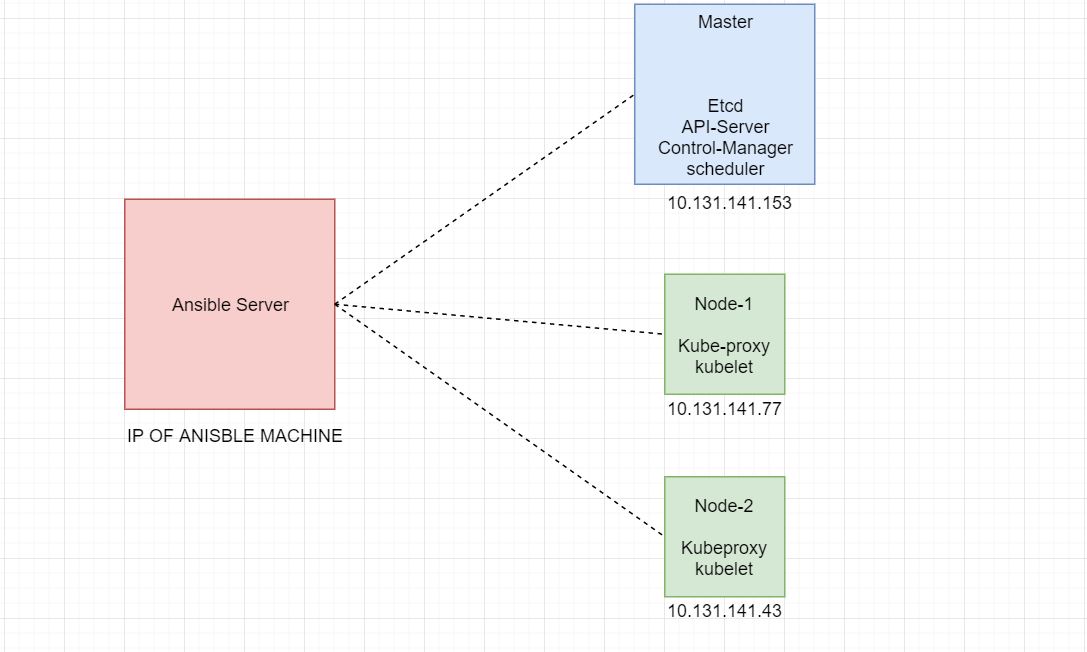 Master
Etcd
API-Server
Control-Manager
scheduler
10.131.141.153
Ansible Server
IP OF ANISBLE MACHINE
Node-1
Kube-proxy
kubelet
10.131.141.77
Node-2
Kubeproxy
kubelet
10.131.141.43